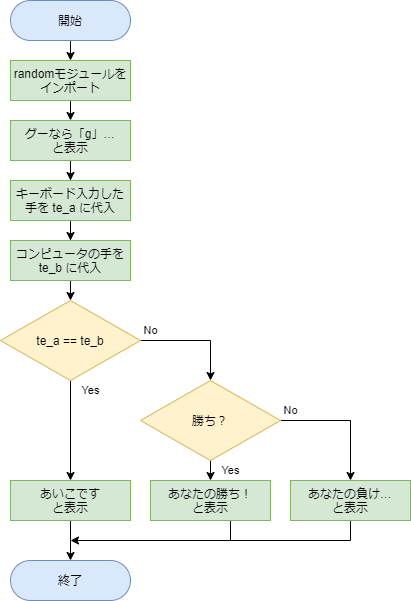 開始
randomモジュールを
インポート
グーなら「g」...
と表示
キーボード入力した
手を te_a に代入
コンピュータの手を
te_b に代入
te_a == te_b
No
Yes
勝ち？
No
Yes
あいこです
と表示
あなたの勝ち！
と表示
あなたの負け...
と表示
終了